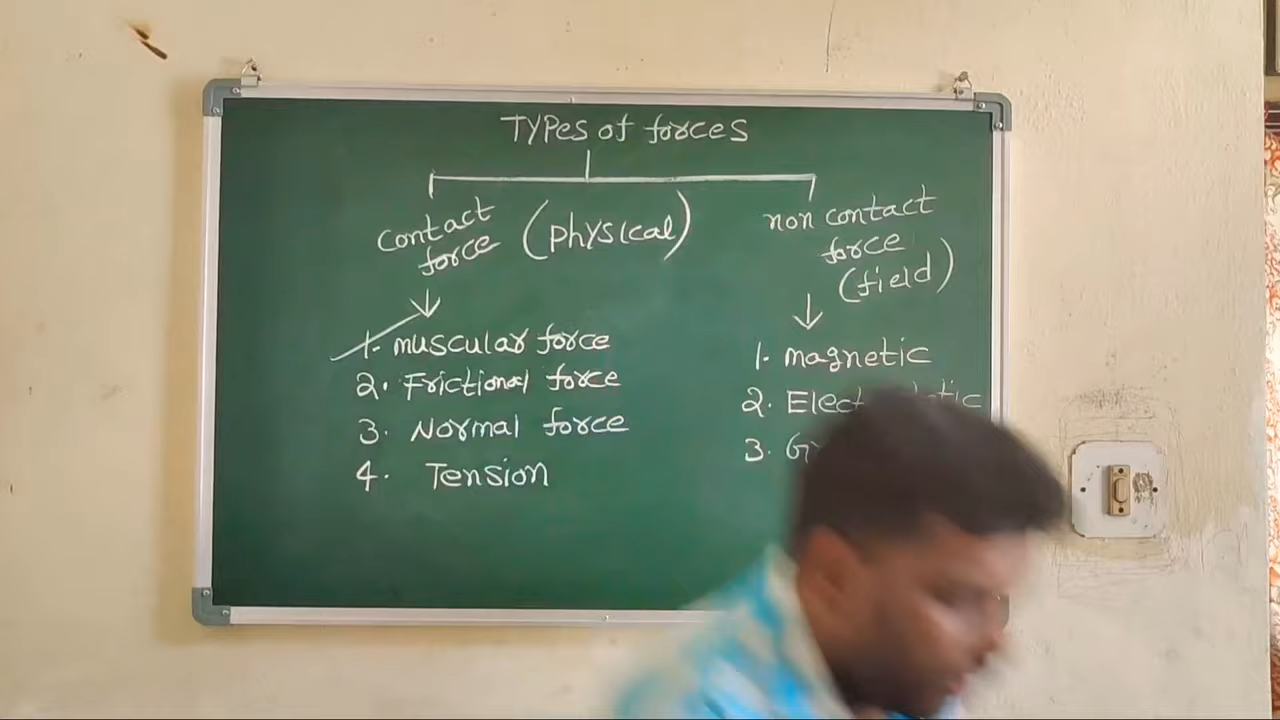 Types of forces
contact
force
(physical)
non contact
force
(field)
1. muscular force
2. Frictional force
3. Normal force
4. Tension
1. magnetic
2.
3.